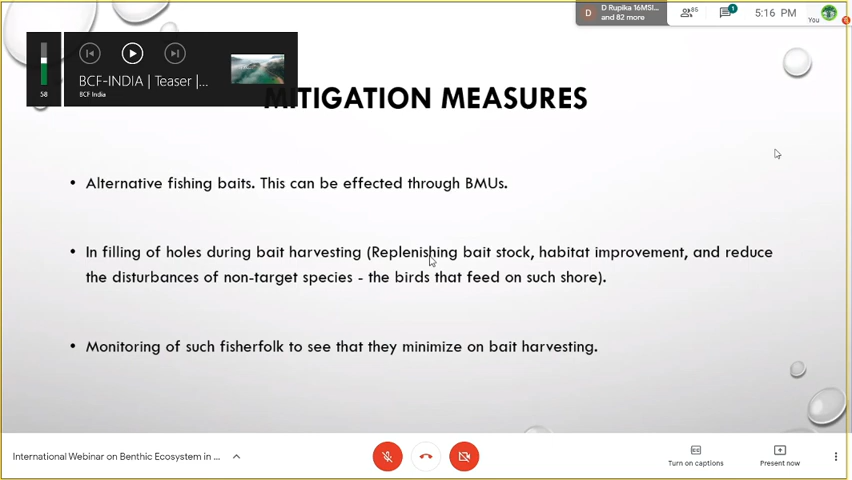 D Rupika 16MSI...
and 82 more
D
85
1
5:16 PM
You
BCF-INDIA | Teaser |...
BCF India
58
MITIGATION MEASURES
• Alternative fishing baits. This can be effected through BMUs.
• In filling of holes during bait harvesting (Replenishing bait stock, habitat improvement, and reduce
the disturbances of non-target species - the birds that feed on such shore).
• Monitoring of such fisherfolk to see that they minimize on bait harvesting.
International Webinar on Benthic Ecosystem in ...
Turn on captions
Present now